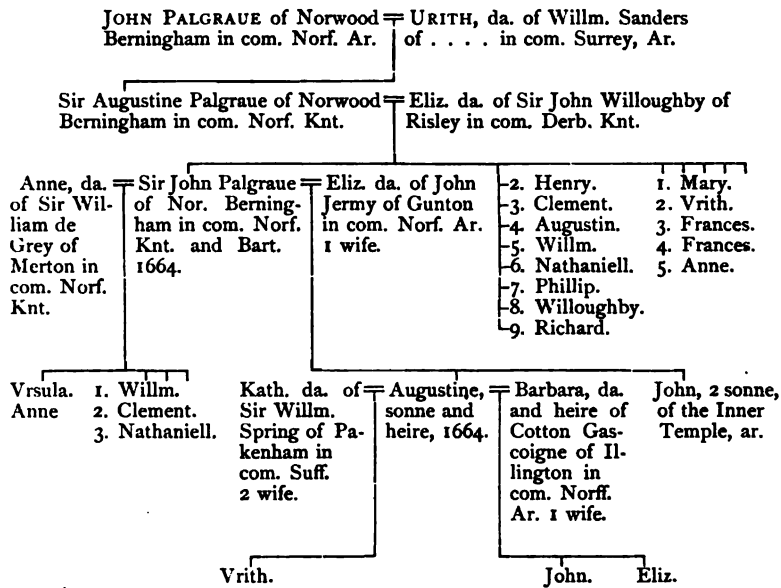 JOHN PALGRAUE of Norwood = URITH, da. of Willm. Sanders
Berningham in com. Norf. Ar. of . . . . in com. Surrey, Ar.
Sir Augustine Palgraue of Norwood = Eliz. da. of Sir John Willoughby of
Berningham in com. Norf. Knt. Risley in com. Derb. Knt.
Anne, da. =
of Sir Wil-
liam de
Grey of
Merton in
com. Norf.
Knt.
Sir John Palgraue =
of Nor. Berning-
ham in com. Norf.
Knt. and Bart.
1664.
Eliz. da. of John
Jermy of Gunton
in com. Norf. Ar.
1 wife.
2. Henry.
3. Clement.
4. Augustin.
5. Willm.
6. Nathaniell.
7. Phillip.
8. Willoughby.
9. Richard.
1. Mary.
2. Vrith.
3. Frances.
4. Frances.
5. Anne.
Vrsula.
Anne
1. Willm.
2. Clement.
3. Nathaniell.
Kath. da. of =
Sir Willm.
Spring of Pa-
kenham in
com. Suff.
2 wife.
Augustine, =
sonne and
heire, 1664.
Barbara, da.
and heire of
Cotton Gas-
coigne of Il-
lington in
com. Norff.
Ar. 1 wife.
John, 2 sonne,
of the Inner
Temple, ar.
Vrith.
John.
Eliz.